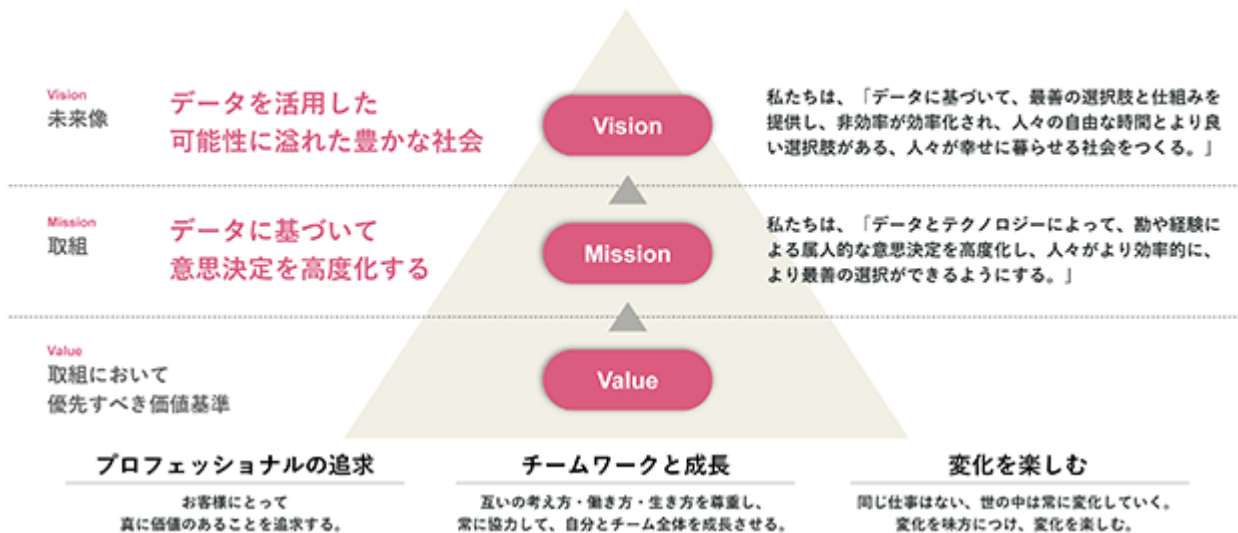 Vision
未来像
データを活用した
可能性に溢れた豊かな社会
Vision
私たちは、「データに基づいて、最善の選択肢と仕組みを
提供し、非効率が効率化され、人々の自由な時間とより良
い選択肢がある、人々が幸せに暮らせる社会をつくる。」
Mission
取組
データに基づいて
意思決定を高度化する
Mission
私たちは、「データとテクノロジーによって、勘や経験に
よる属人的な意思決定を高度化し、人々がより効率的に、
より最善の選択ができるようにする。」
Value
取組において
優先すべき価値基準
Value
プロフェッショナルの追求
お客様にとって
真に価値のあることを追求する。
チームワークと成長
互いの考え方・働き方・生き方を尊重し、
常に協力して、自分とチーム全体を成長させる。
変化を楽しむ
同じ仕事はない、世の中は常に変化していく。
変化を味方につけ、変化を楽しむ。